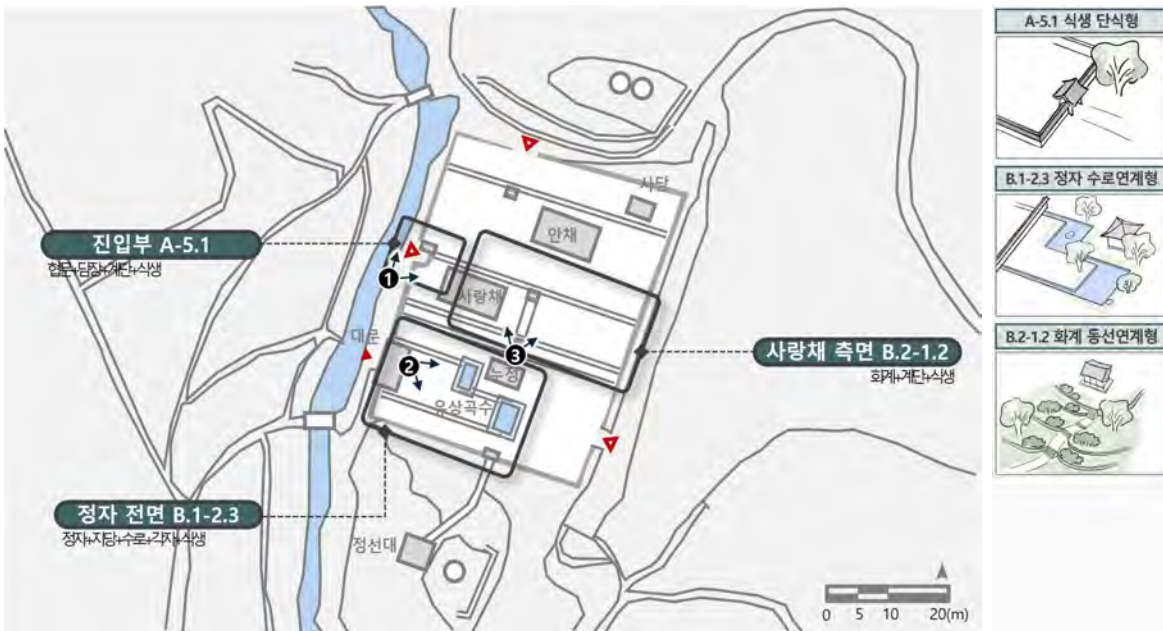 진입부 A-5.1
협문+담장+계단+식생
사당
안채
사랑채
대문
누정
유상곡수
정선대
1
2
3
사랑채 측면 B.2-1.2
화계+계단+식생
정자 전면 B.1-2.3
정자+지당+수로+각자+식생
0 5 10 20(m)
A-5.1 식생 단식형
B.1-2.3 정자 수로연계형
B.2-1.2 화계 동선연계형